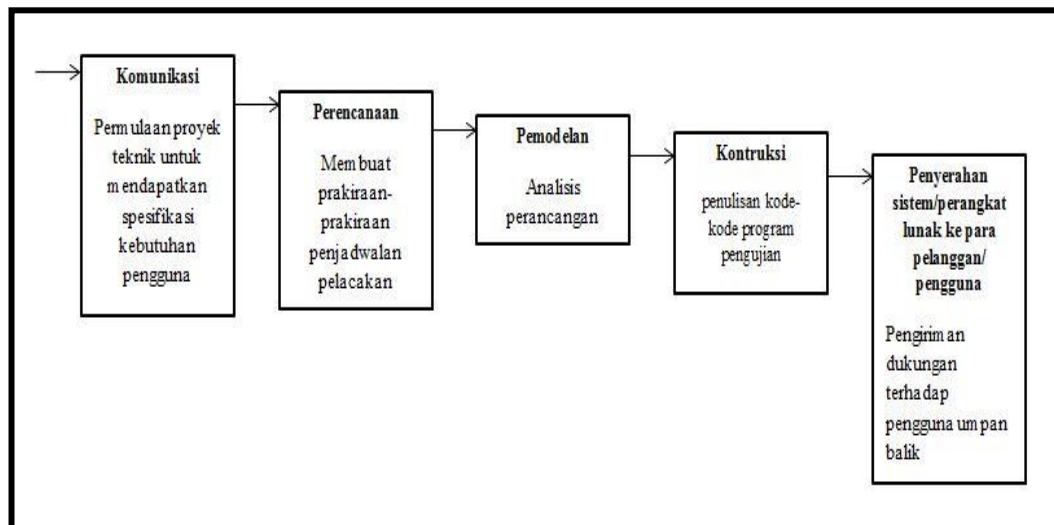 Komunikasi
Permulaan proyek
teknik untuk
mendapatkan
spesifikasi
kebutuhan
pengguna
Perencanaan
Membuat
prakiraan-
prakiraan
penjadwalan
pelacakan
Pemodelan
Analisis
perancangan
Kontruksi
penulisan kode-
kode program
pengujian
Penyerahan
sistem/perangkat
lunak ke para
pelanggan/
pengguna
Pengiriman
dukungan
terhadap
pengguna umpan
balik